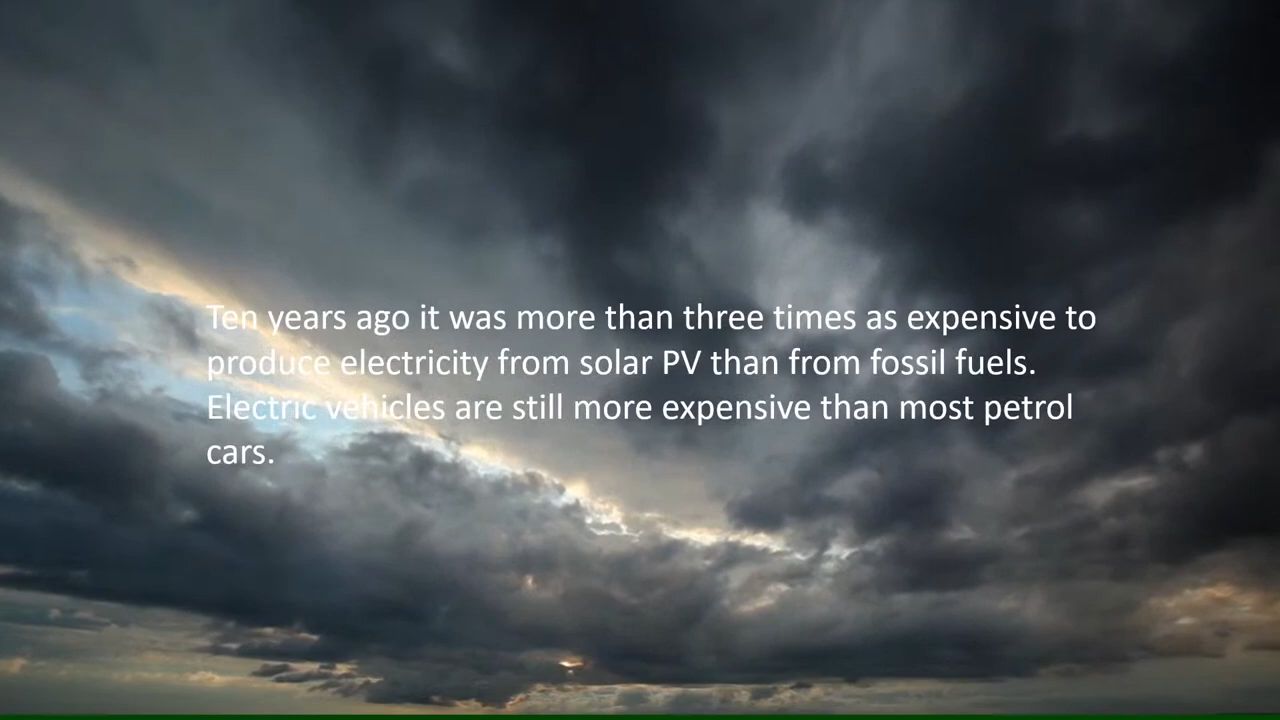 Ten years ago it was more than three times as expensive to
produce electricity from solar PV than from fossil fuels.
Electric vehicles are still more expensive than most petrol
cars.